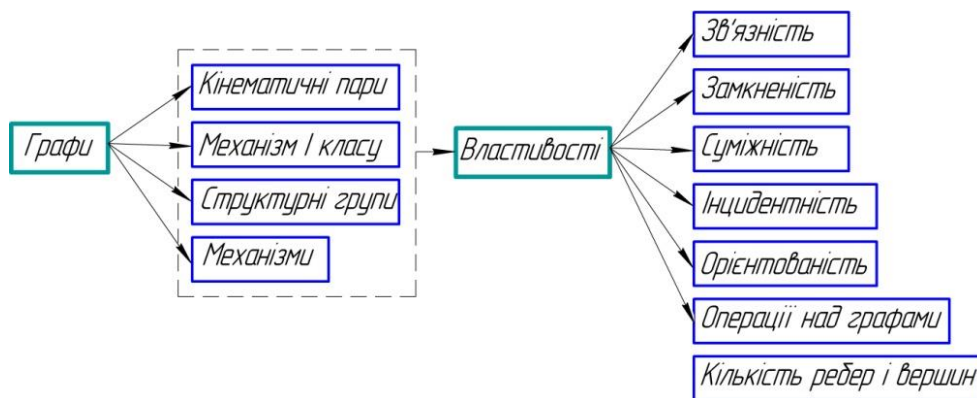 Графи
Кінематичні пари
Механізм I класу
Структурні групи
Механізми
Властивості
Зв'язність
Замкненість
Суміжність
Інцидентність
Орієнтованість
Операції над графами
Кількість ребер і вершин